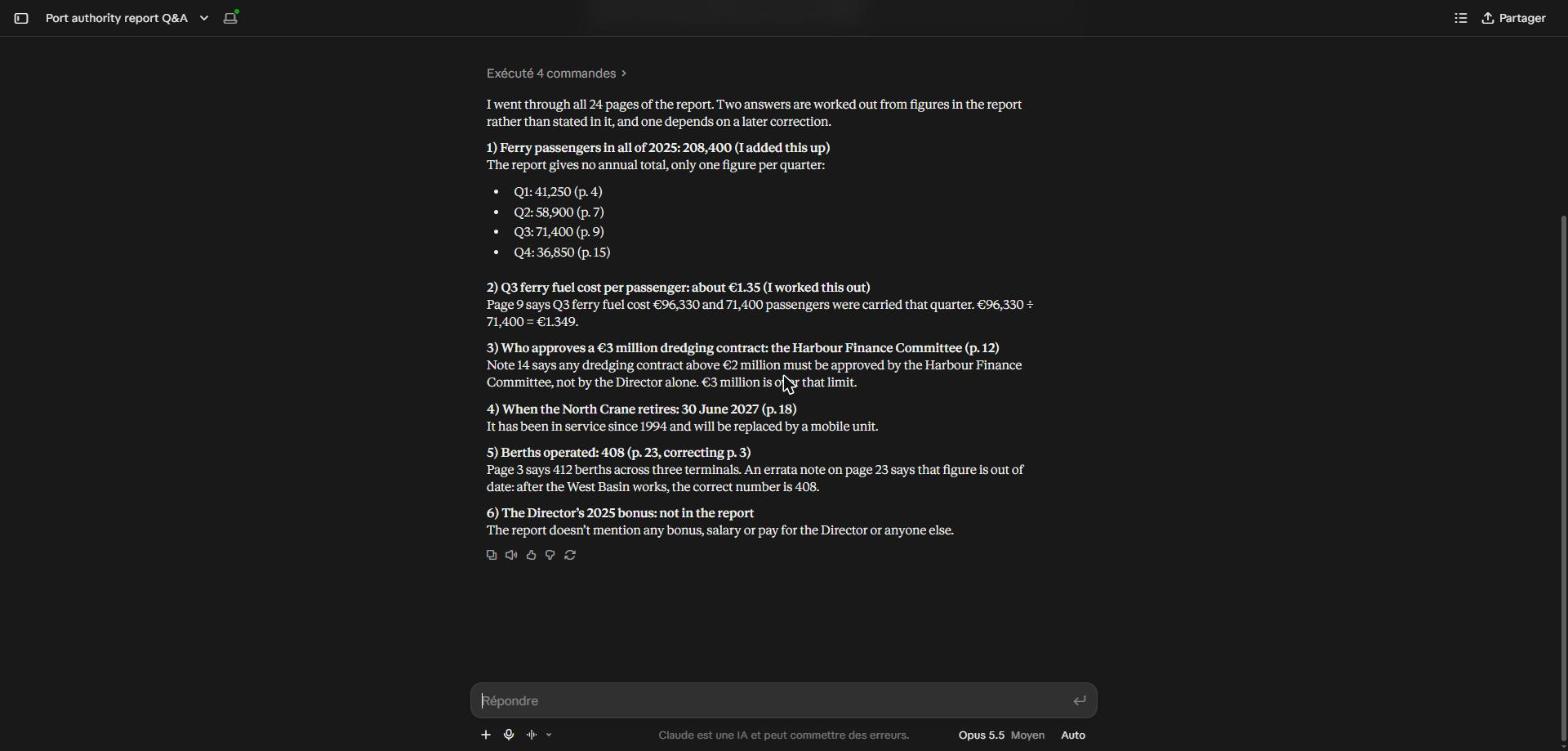 Port authority report Q&A
Partager
Exécuté 4 commandes
I went through all 24 pages of the report. Two answers are worked out from figures in the report
rather than stated in it, and one depends on a later correction.
1) Ferry passengers in all of 2025: 208,400 (I added this up)
The report gives no annual total, only one figure per quarter:
• Q1: 41,250 (p. 4)
• Q2: 58,900 (p. 7)
• Q3: 71,400 (p. 9)
• Q4: 36,850 (p. 15)
2) Q3 ferry fuel cost per passenger: about €1.35 (I worked this out)
Page 9 says Q3 ferry fuel cost €96,330 and 71,400 passengers were carried that quarter. €96,330 ÷
71,400 = €1.349.
3) Who approves a €3 million dredging contract: the Harbour Finance Committee (p. 12)
Note 14 says any dredging contract above €2 million must be approved by the Harbour Finance
Committee, not by the Director alone. €3 million is over that limit.
4) When the North Crane retires: 30 June 2027 (p. 18)
It has been in service since 1994 and will be replaced by a mobile unit.
5) Berths operated: 408 (p. 23, correcting p. 3)
Page 3 says 412 berths across three terminals. An errata note on page 23 says that figure is out of
date: after the West Basin works, the correct number is 408.
6) The Director's 2025 bonus: not in the report
The report doesn't mention any bonus, salary or pay for the Director or anyone else.
Répondre
Claude est une IA et peut commettre des erreurs.
Opus 5.5 Moyen Auto